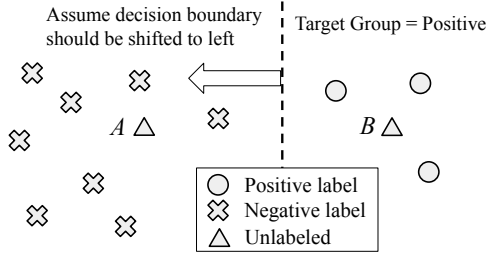 Assume decision boundary
should be shifted to left
Target Group = Positive
A
B
Positive label
Negative label
Unlabeled